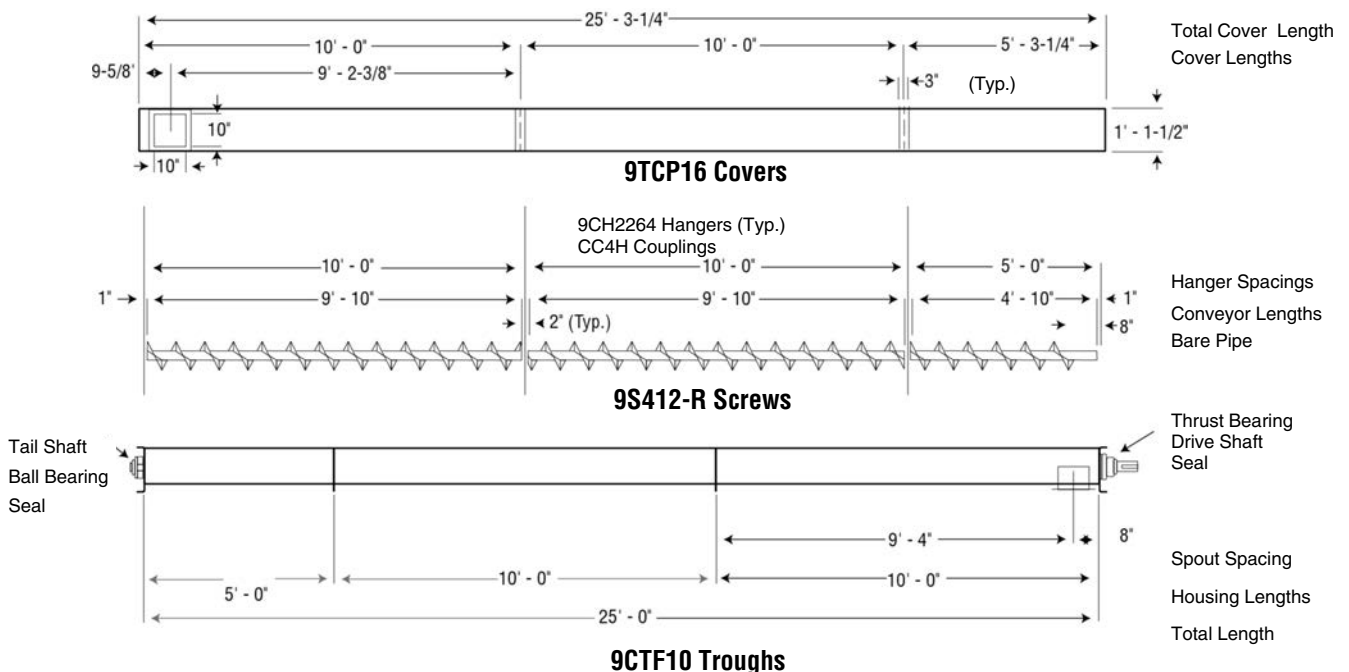 25' - 3-1/4"
Total Cover Length
10' - 0" 10' - 0" 5' - 3-1/4"
Cover Lengths
9-5/8' 9' - 2-3/8" 3" (Typ.)
10" 1' - 1-1/2"
10"
9TCP16 Covers
9CH2264 Hangers (Typ.)
CC4H Couplings
10' - 0" 10' - 0" 5' - 0"
Hanger Spacings
1" 9' - 10" 9' - 10" 4' - 10" 1"
Conveyor Lengths
2" (Typ.) 8"
Bare Pipe
9S412-R Screws
Tail Shaft
Ball Bearing
Seal
Thrust Bearing
Drive Shaft
Seal
9' - 4" 8"
Spout Spacing
5' - 0" 10' - 0" 10' - 0"
Housing Lengths
25' - 0"
Total Length
9CTF10 Troughs